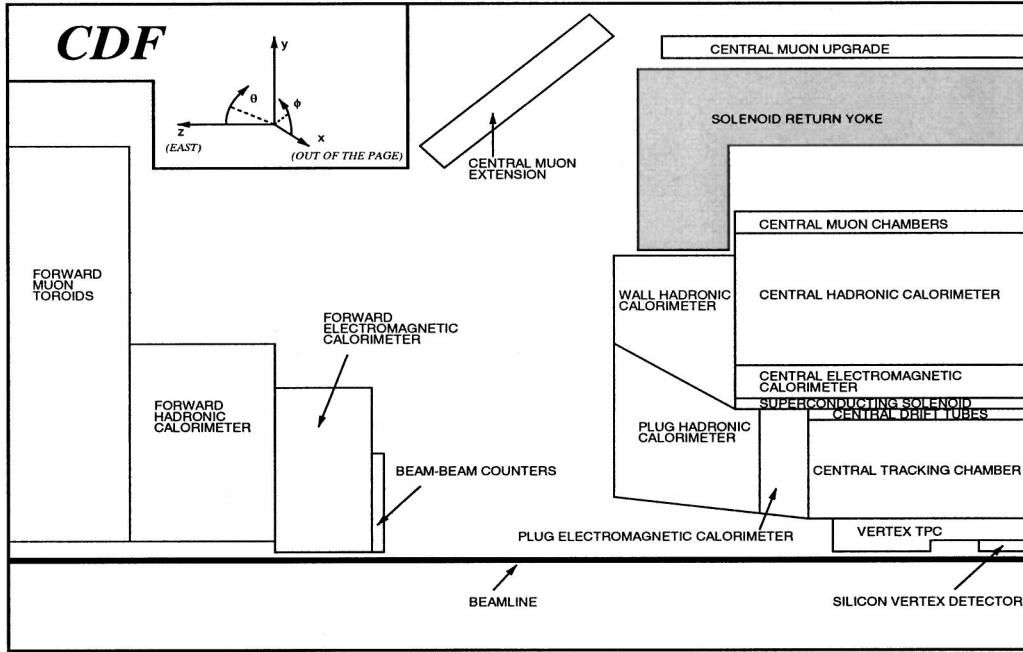 CDF
y
θ
φ
z
x
(EAST)
(OUT OF THE PAGE)
CENTRAL MUON
EXTENSION
CENTRAL MUON UPGRADE
SOLENOID RETURN YOKE
CENTRAL MUON CHAMBERS
FORWARD
MUON
TOROIDS
WALL HADRONIC
CALORIMETER
CENTRAL HADRONIC CALORIMETER
FORWARD
ELECTROMAGNETIC
CALORIMETER
CENTRAL ELECTROMAGNETIC
CALORIMETER
SUPERCONDUCTING SOLENOID
CENTRAL DRIFT TUBES
FORWARD
HADRONIC
CALORIMETER
PLUG HADRONIC
CALORIMETER
BEAM-BEAM COUNTERS
CENTRAL TRACKING CHAMBER
PLUG ELECTROMAGNETIC CALORIMETER
VERTEX TPC
BEAMLINE
SILICON VERTEX DETECTOR